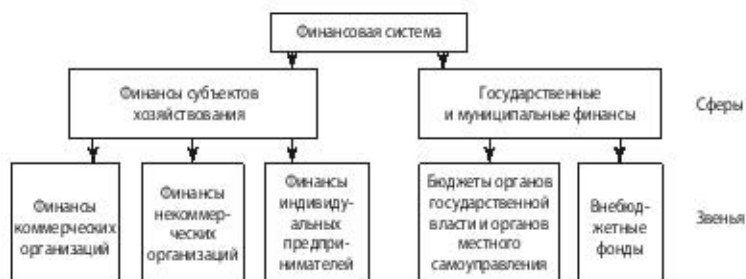 Финансовая система
Финансы субъектов
хозяйствования
Государственные
и муниципальные финансы
Сферы
Финансы
коммерческих
организаций
Финансы
некоммер-
ческих
организаций
Финансы
индивиду-
альных
предпри-
нимателей
Бюджеты органов
государственной
власти и органов
местного
самоуправления
Внебюд-
жетные
фонды
Звенья